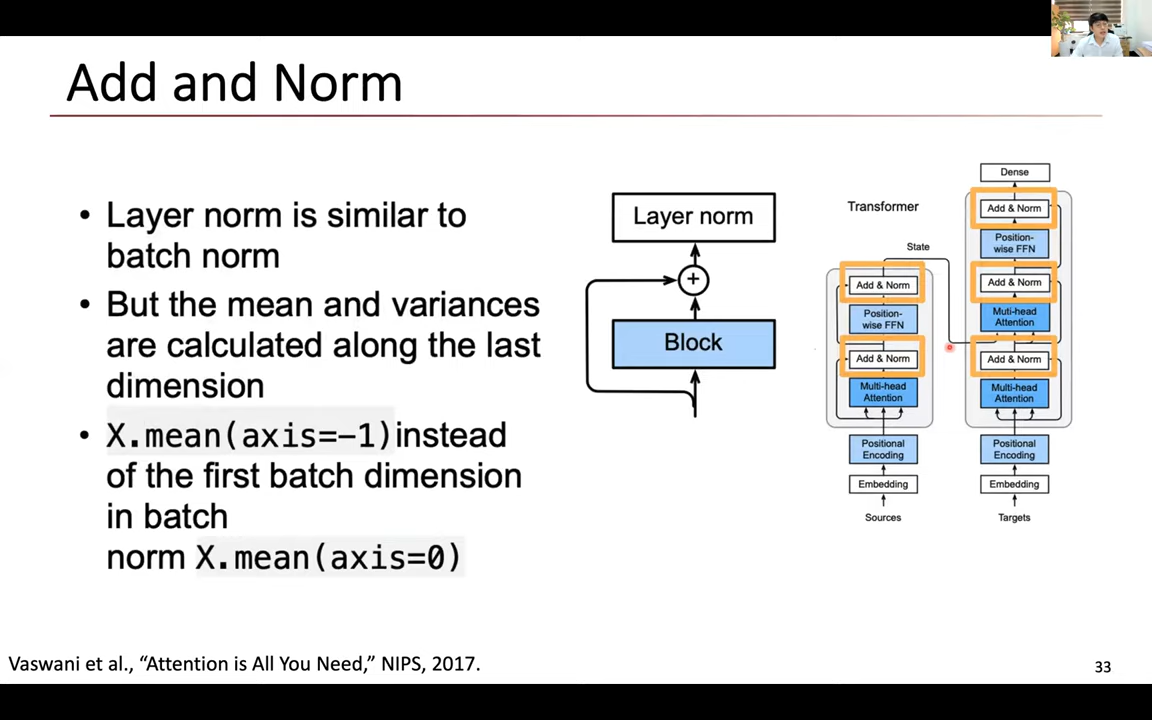 Add and Norm
• Layer norm is similar to
batch norm
• But the mean and variances
are calculated along the last
dimension
• X.mean(axis=-1)instead
of the first batch dimension
in batch
norm X.mean(axis=0)
Layer norm
+
Block
Transformer
State
Add & Norm
Position-
wise FFN
Add & Norm
Multi-head
Attention
Positional
Encoding
Embedding
Sources
Dense
Add & Norm
Position-
wise FFN
Add & Norm
Muti-head
Attention
Add & Norm
Multi-head
Attention
Positional
Encoding
Embedding
Targets
Vaswani et al., “Attention is All You Need,” NIPS, 2017.
33